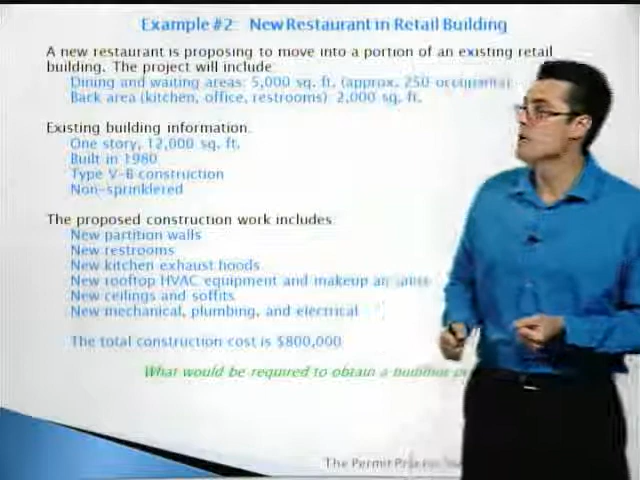 Example #2: New Restaurant in Retail Building
A new restaurant is proposing to move into a portion of an existing retail
building. The project will include:
Dining and waiting areas: 5,000 sq. ft. (approx. 250 occupants)
Back area (kitchen, office, restrooms): 2,000 sq. ft.
Existing building information:
One story, 12,000 sq. ft.
Built in 1980
Type V-B construction
Non-sprinklered
The proposed construction work includes:
New partition walls
New restrooms
New kitchen exhaust hoods
New rooftop HVAC equipment and makeup air units
New ceilings and soffits
New mechanical, plumbing, and electrical
The total construction cost is $800,000
What would be required to obtain a building
The Permit Process